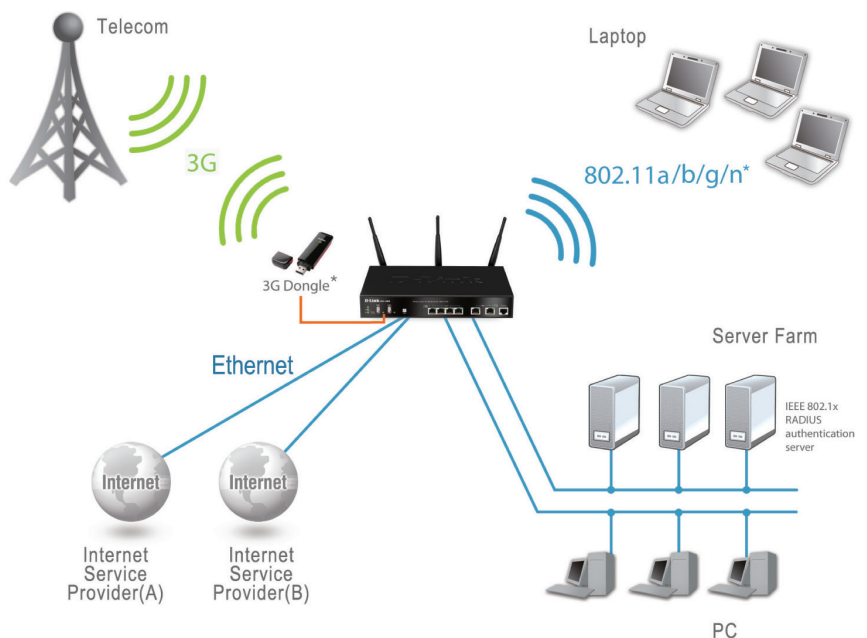 Telecom
Laptop
3G
802.11a/b/g/n*
3G Dongle*
D-Link
Ethernet
Server Farm
IEEE 802.1x
RADIUS
authentication
server
Internet
Internet
Internet
Service
Provider(A)
Internet
Service
Provider(B)
PC